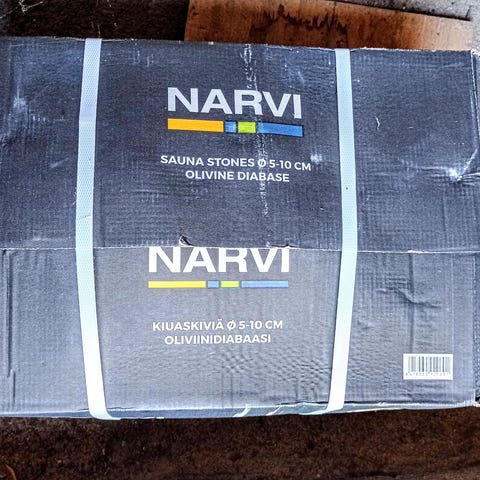 NARVI
SAUNA STONES Ø 5-10 CM
OLIVINE DIABASE
NARVI
KIUASKIVIÄ Ø 5-10 CM
OLIVIINIDIABAASI